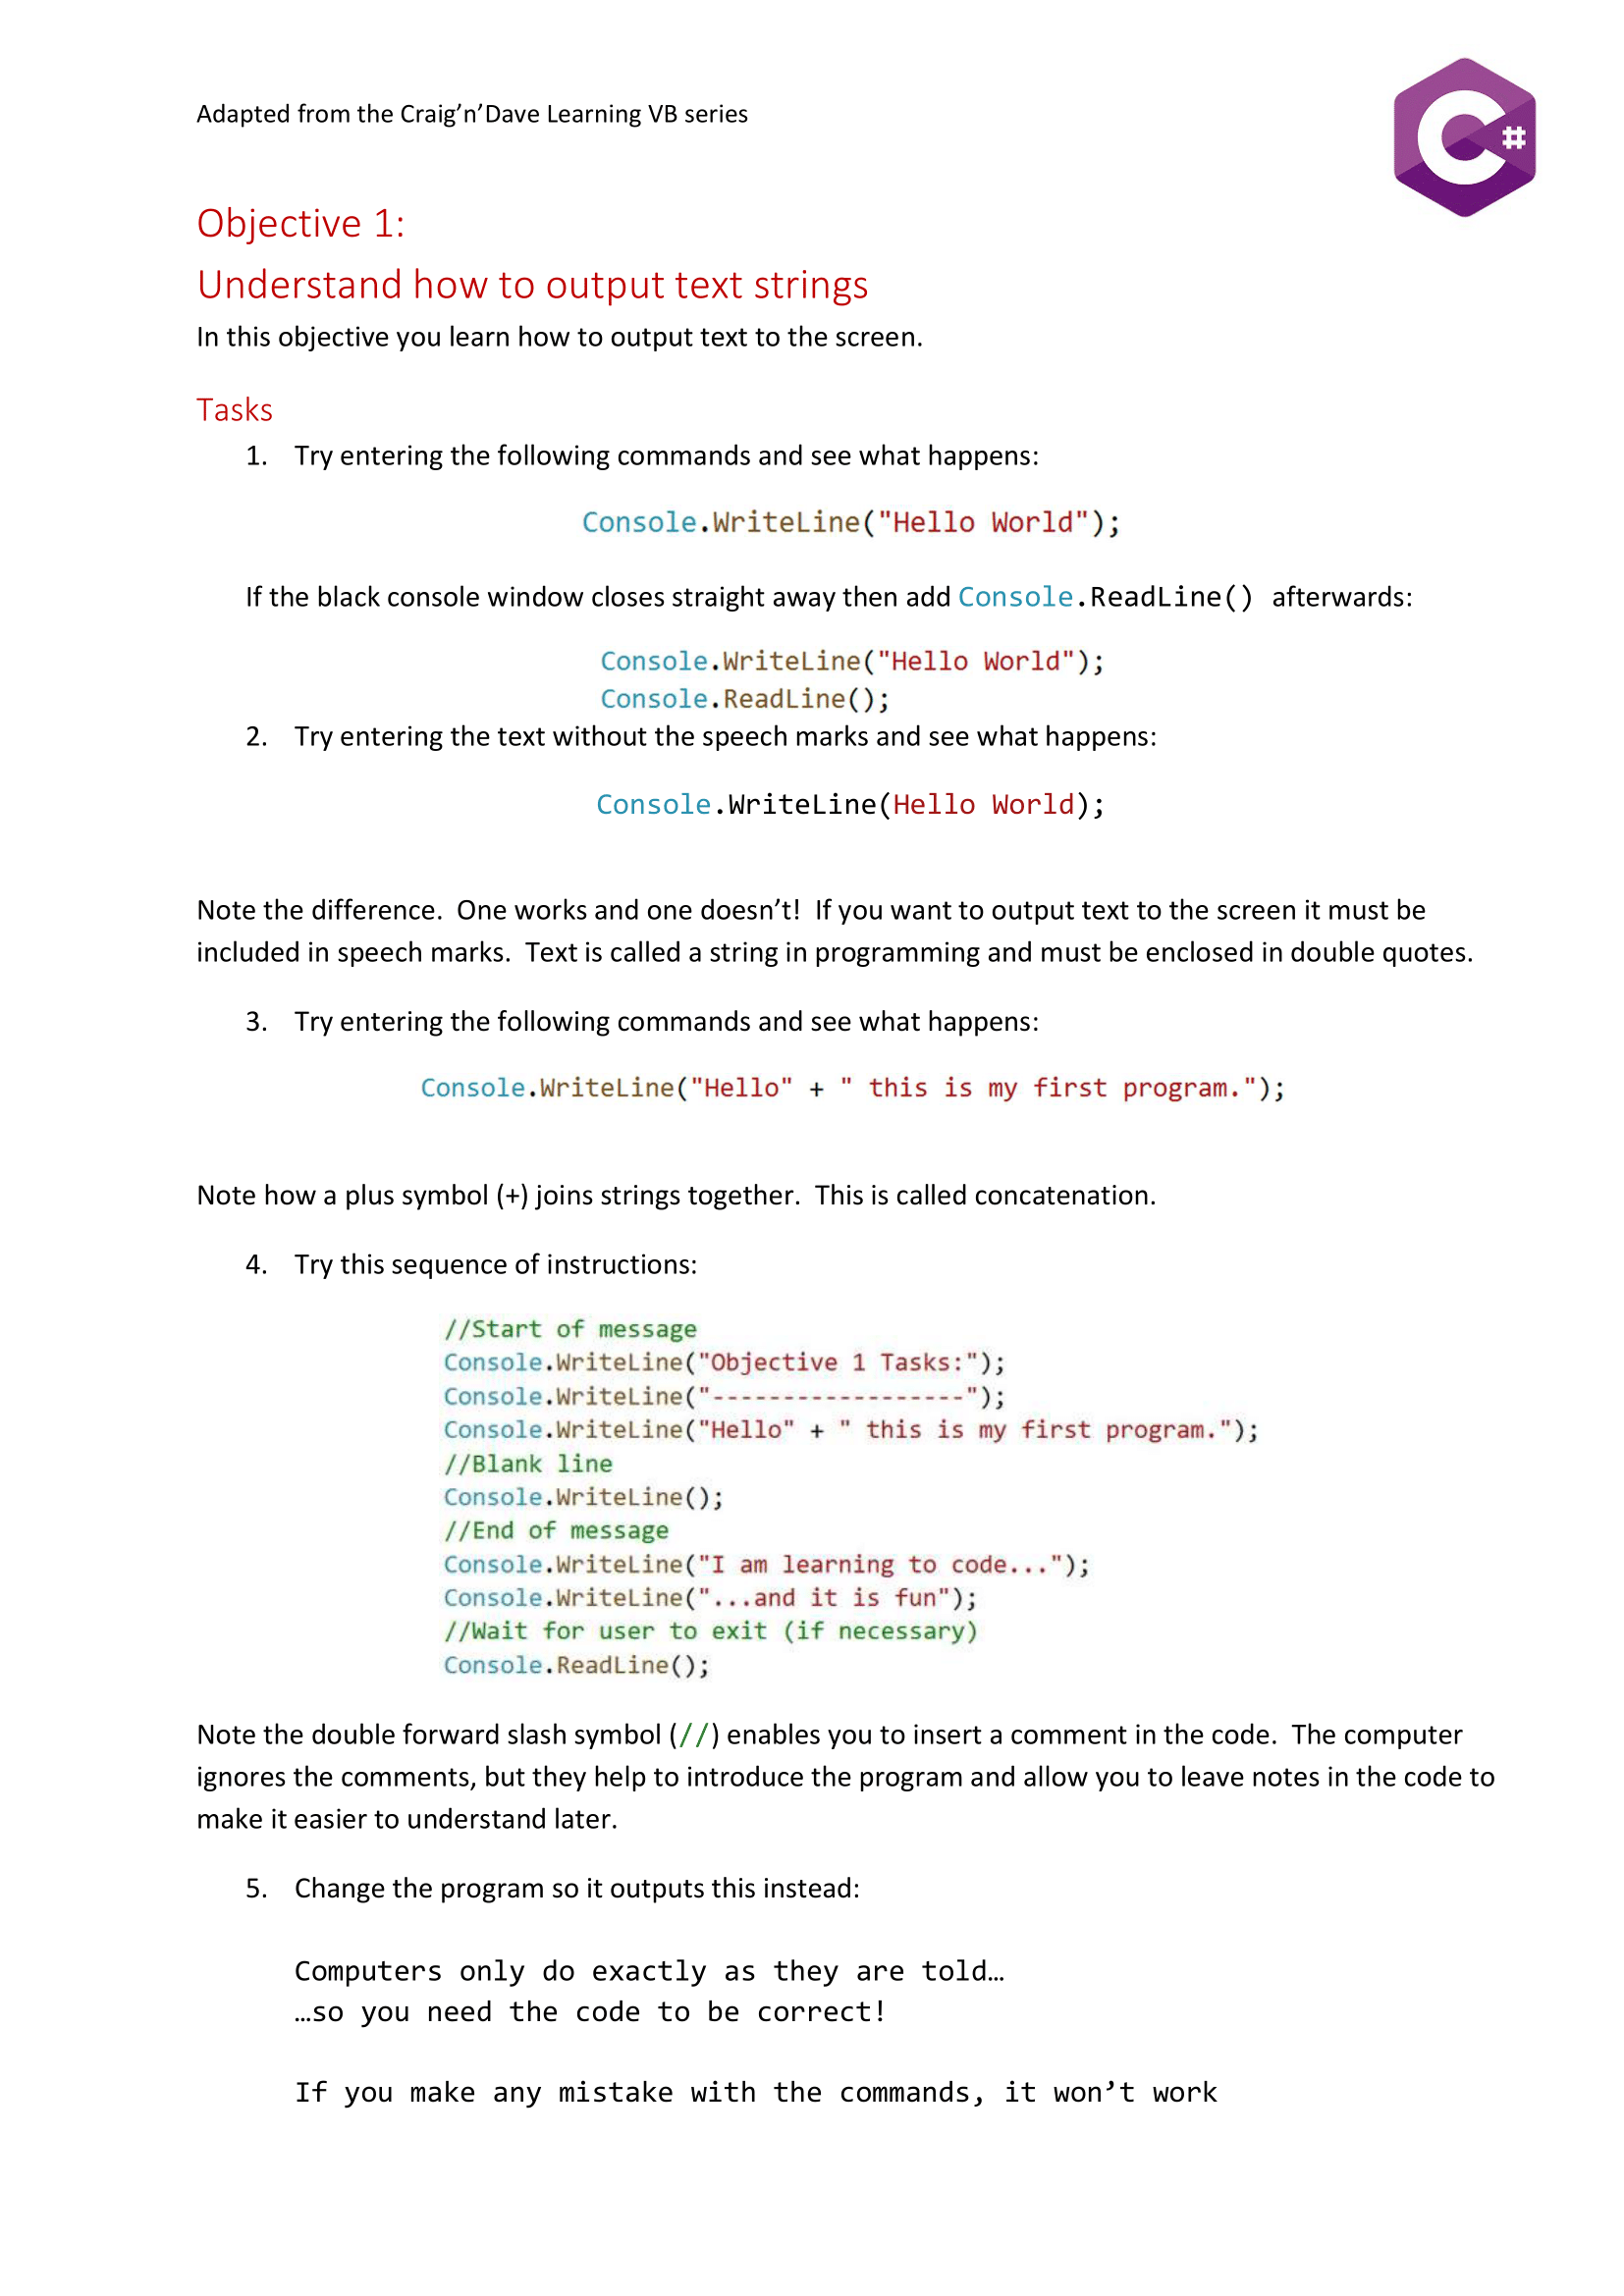 Adapted from the Craig’n’Dave Learning VB series
C#
Objective 1:
Understand how to output text strings
In this objective you learn how to output text to the screen.
Tasks
1. Try entering the following commands and see what happens:
Console.WriteLine("Hello World");
If the black console window closes straight away then add Console.ReadLine() afterwards:
Console.WriteLine("Hello World");
Console.ReadLine();
2. Try entering the text without the speech marks and see what happens:
Console.WriteLine(Hello World);
Note the difference.  One works and one doesn’t!  If you want to output text to the screen it must be
included in speech marks.  Text is called a string in programming and must be enclosed in double quotes.
3. Try entering the following commands and see what happens:
Console.WriteLine("Hello" + " this is my first program.");
Note how a plus symbol (+) joins strings together.  This is called concatenation.
4. Try this sequence of instructions:
//Start of message
Console.WriteLine("Objective 1 Tasks:");
Console.WriteLine("------------------");
Console.WriteLine("Hello" + " this is my first program.");
//Blank line
Console.WriteLine();
//End of message
Console.WriteLine("I am learning to code...");
Console.WriteLine("...and it is fun");
//Wait for user to exit (if necessary)
Console.ReadLine();
Note the double forward slash symbol (//) enables you to insert a comment in the code.  The computer
ignores the comments, but they help to introduce the program and allow you to leave notes in the code to
make it easier to understand later.
5. Change the program so it outputs this instead:
Computers only do exactly as they are told…
…so you need the code to be correct!
If you make any mistake with the commands, it won’t work